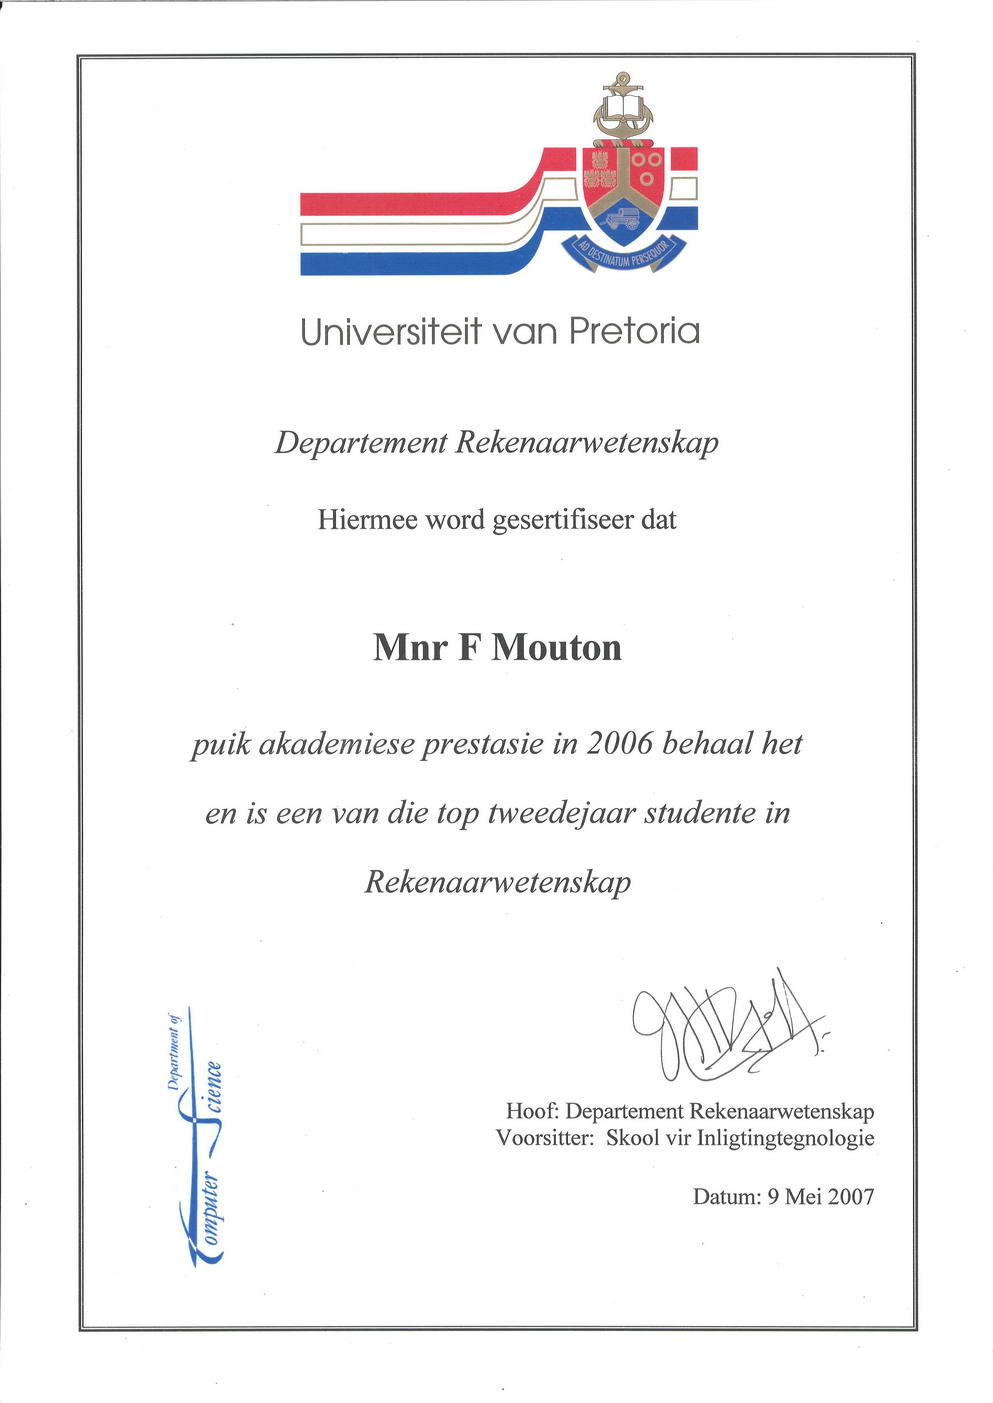 AD DESTINATUM PERSEQUOR
Universiteit van Pretoria
Departement Rekenaarwetenskap
Hiermee word gesertifiseer dat
Mnr F Mouton
puik akademiese prestasie in 2006 behaal het
en is een van die top tweedejaar studente in
Rekenaarwetenskap
Department of
Computer Science
Hoof: Departement Rekenaarwetenskap
Voorsitter: Skool vir Inligtingtegnologie
Datum: 9 Mei 2007